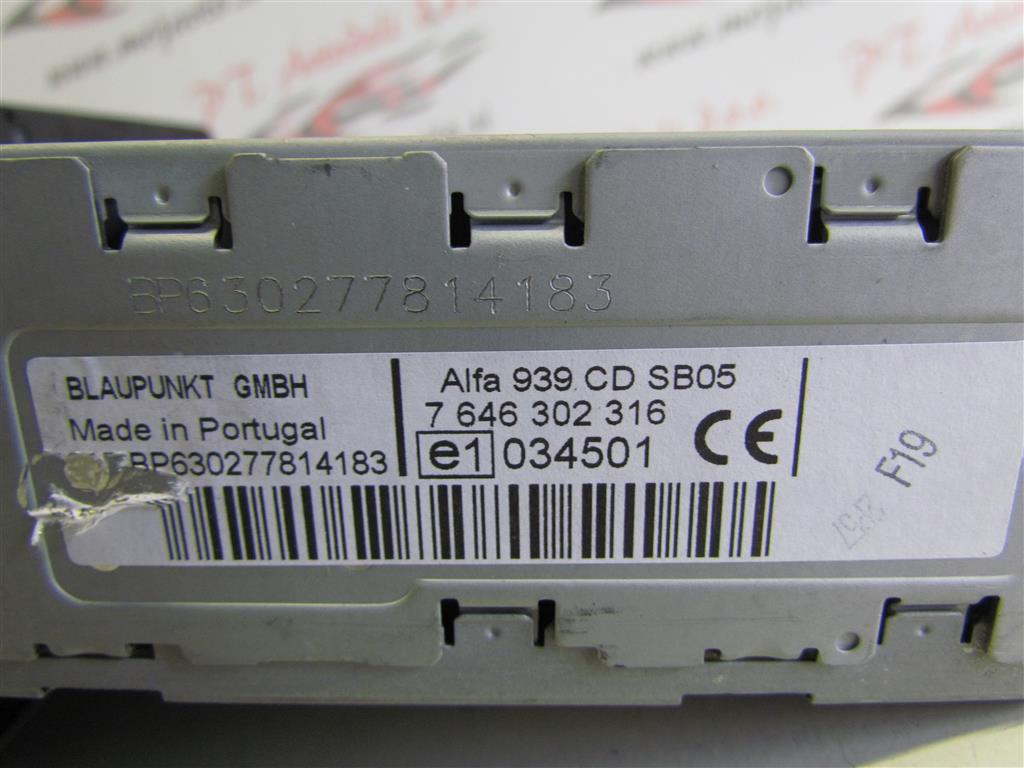 BP630277814183
BLAUPUNKT GMBH
Made in Portugal
BP630277814183
Alfa 939 CD SB05
7 646 302 316
e1 034501 CE
F19